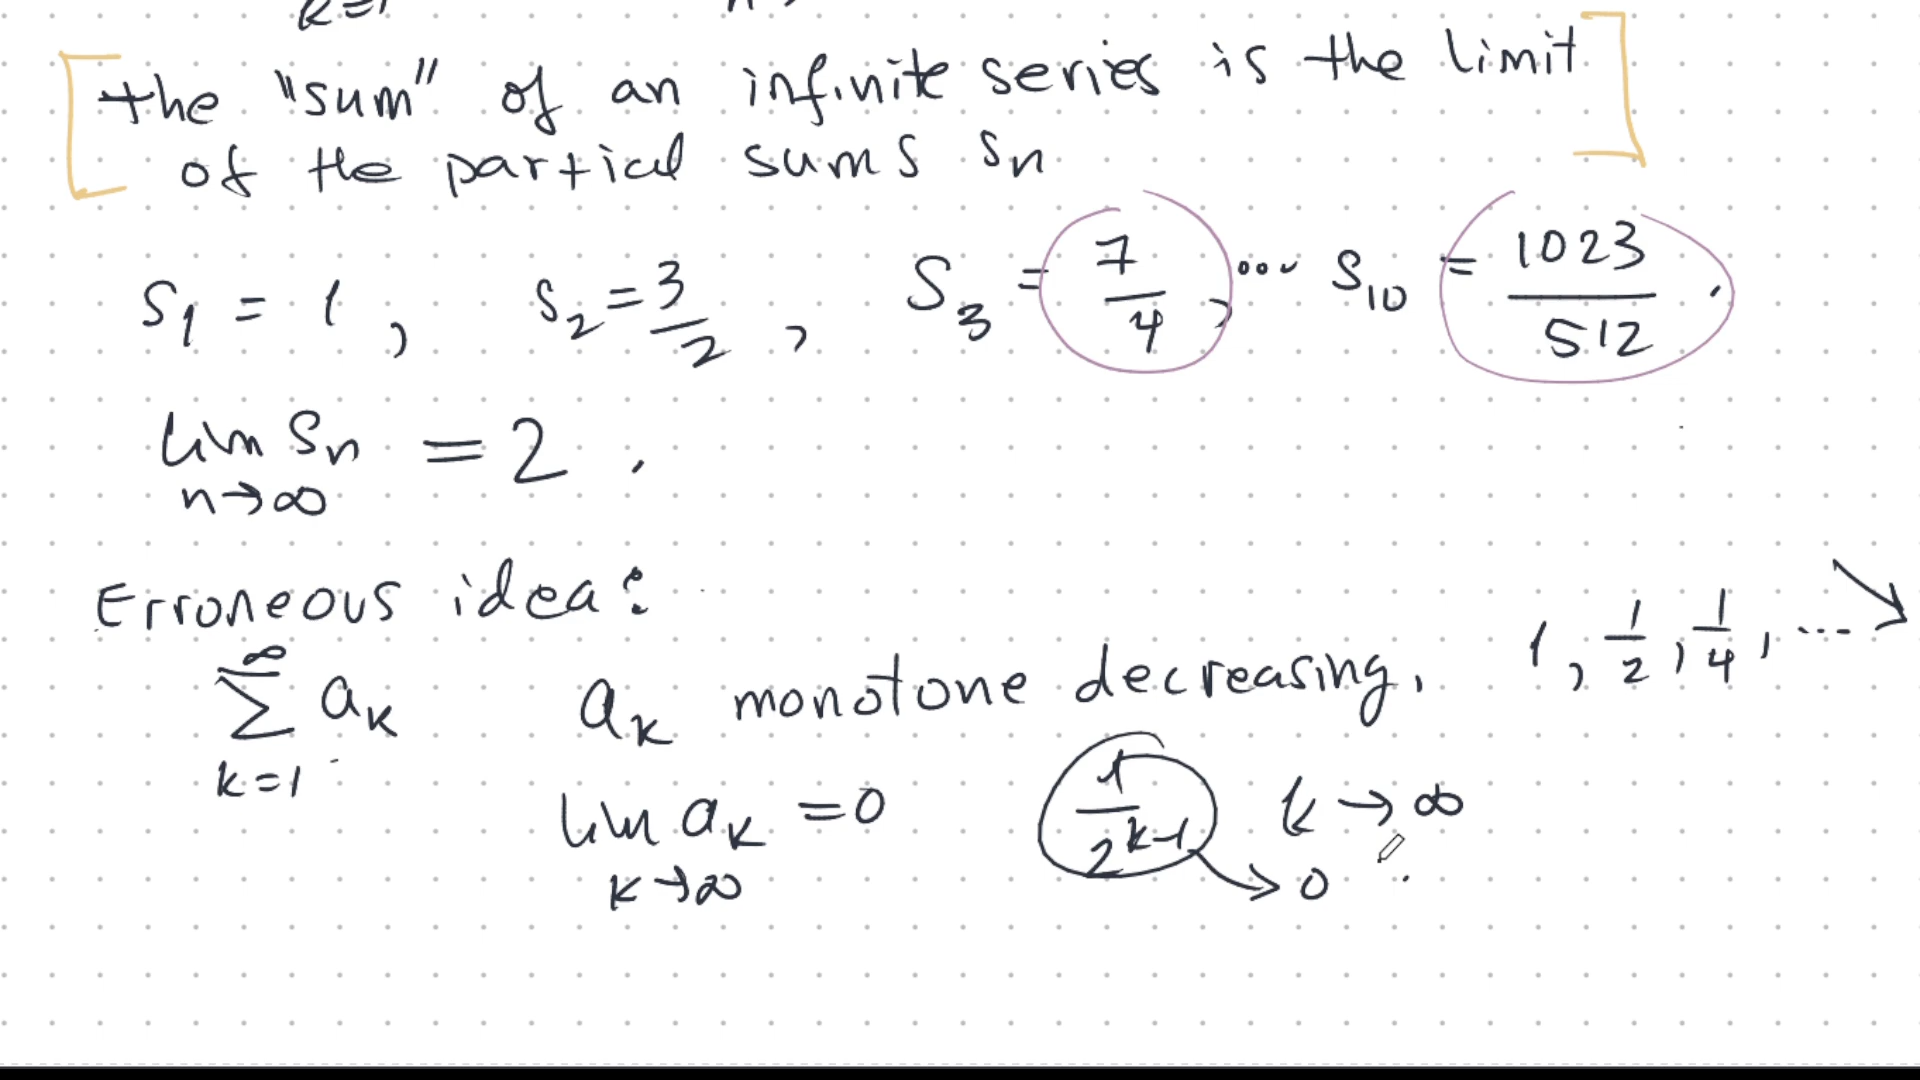 k=1 n→
the "sum" of an infinite series is the limit
of the partial sums Sn
S1 = 1, S2 = 3/2, S3 = 7/4, ... S10 = 1023/512.
lim Sn = 2.
n→∞
Erroneous idea:
∞
∑ ak ak monotone decreasing. 1, 1/2, 1/4, ...
k=1
lim ak = 0 1/2^(k-1) k→∞
k→∞ → 0